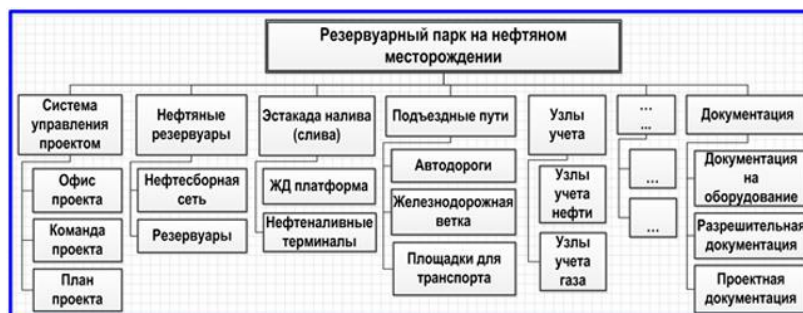 Резервуарный парк на нефтяном
месторождении
Система
управления
проектом
Нефтяные
резервуары
Эстакада налива
(слива)
Подъездные пути
Узлы
учета
...
...
Документация
Офис
проекта
Команда
проекта
План
проекта
Нефтесборная
сеть
Резервуары
ЖД платформа
Нефтеналивные
терминалы
Автодороги
Железнодорожная
ветка
Площадки для
транспорта
Узлы
учета
нефти
Узлы
учета
газа
...
...
Документация
на
оборудование
Разрешительная
документация
Проектная
документация